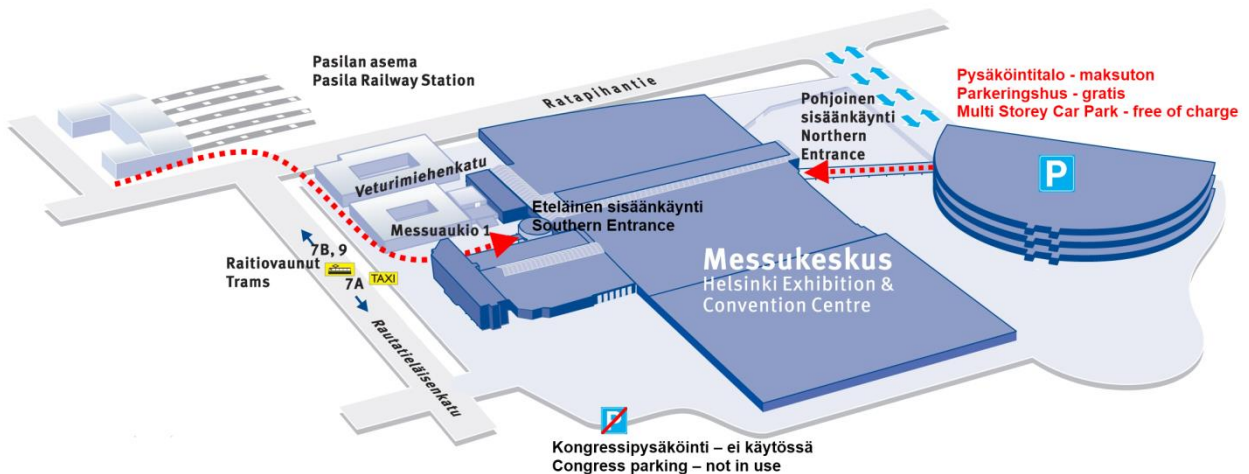 Pasilan asema
Pasila Railway Station
Ratapihantie
Pysäköintitalo - maksuton
Parkeringshus - gratis
Multi Storey Car Park - free of charge
Pohjoinen
sisäänkäynti
Northern
Entrance
P
Veturimiehenkatu
Messuaukio 1
Eteläinen sisäänkäynti
Southern Entrance
7B, 9
Raitiovaunut
Trams
7A
TAXI
Rautatieläisenkatu
Messukeskus
Helsinki Exhibition &
Convention Centre
P
Kongressipysäköinti – ei käytössä
Congress parking – not in use